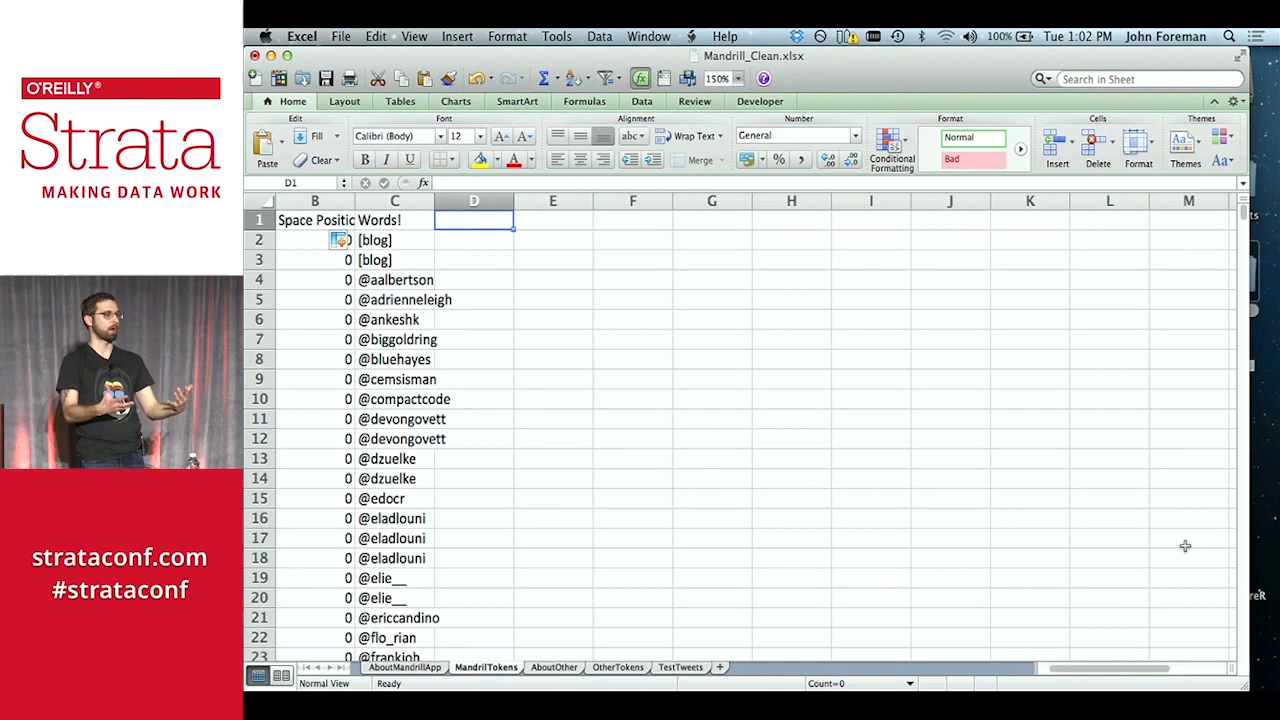 O'REILLY®
Strata
MAKING DATA WORK
strataconf.com
#strataconf
Excel File Edit View Insert Format Tools Data Window Help 100% Tue 1:02 PM John Foreman
Mandrill_Clean.xlsx
150% Search in Sheet
Home Layout Tables Charts SmartArt Formulas Data Review Developer
Edit Font Alignment Number Format Cells Themes
Paste Fill Clear Calibri (Body) 12 abc Wrap Text Merge General Conditional Formatting Normal Bad Insert Delete Format Themes Aa
B I U A % ,
D1 fx
B C D E F G H I J K L M
1 Space Positic Words!
2 [blog]
3 0 [blog]
4 0 @aalbertson
5 0 @adrienneleigh
6 0 @ankeshk
7 0 @biggoldring
8 0 @bluehayes
9 0 @cemsisman
10 0 @compactcode
11 0 @devongovett
12 0 @devongovett
13 0 @dzuelke
14 0 @dzuelke
15 0 @edocr
16 0 @eladlouni
17 0 @eladlouni
18 0 @eladlouni
19 0 @elie__
20 0 @elie__
21 0 @ericcandino
22 0 @flo_rian
23 0
AboutMandrillApp MandrilTokens AboutOther OtherTokens TestTweets +
Normal View Ready Count=0